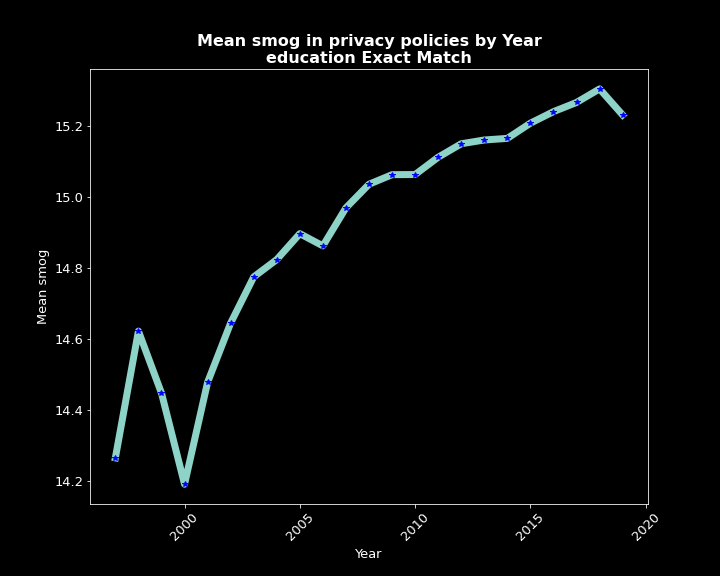 Mean smog in privacy policies by Year
education Exact Match
15.2
15.0
14.8
14.6
14.4
14.2
Mean smog
2000
2005
2010
2015
2020
Year